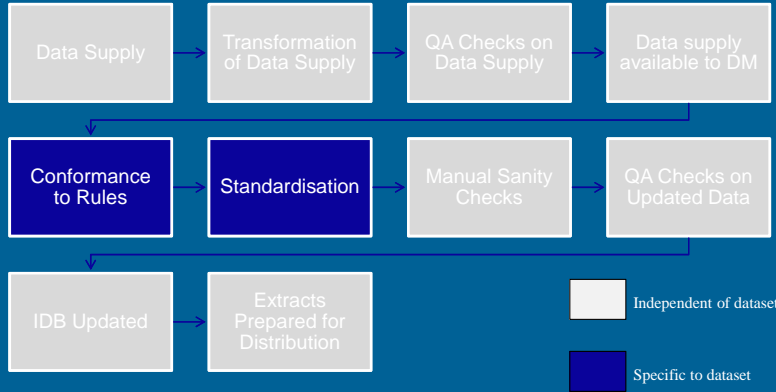 Data Supply
Transformation
of Data Supply
QA Checks on
Data Supply
Data supply
available to DM
Conformance
to Rules
Standardisation
Manual Sanity
Checks
QA Checks on
Updated Data
IDB Updated
Extracts
Prepared for
Distribution
Independent of dataset
Specific to dataset